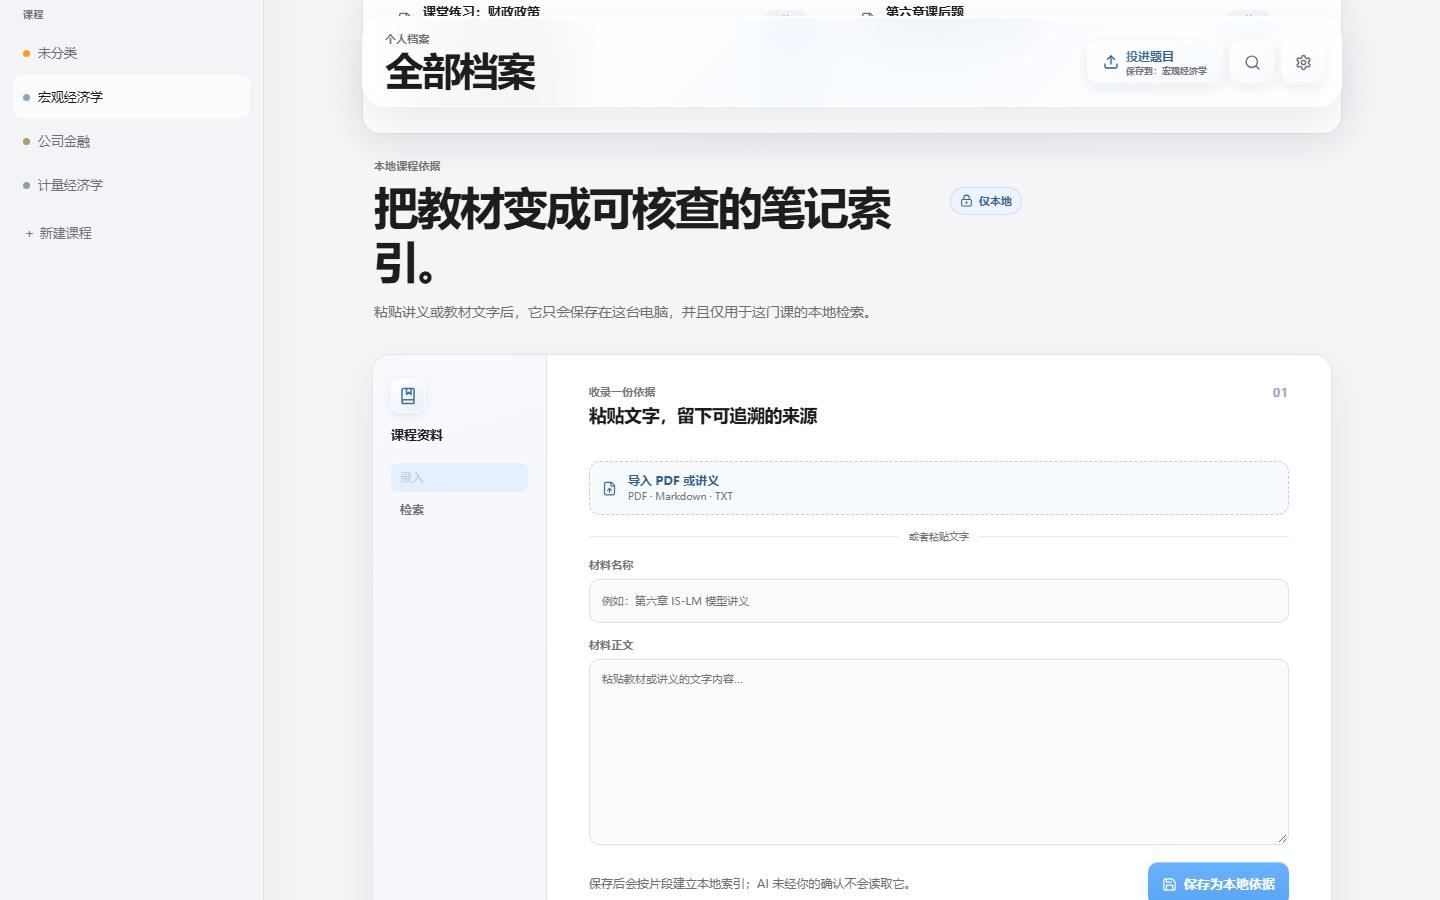 课程
未分类
宏观经济学
公司金融
计量经济学
+ 新建课程
课堂练习：财政政策
第六章课后题
个人档案
全部档案
投进题目
保存到：宏观经济学
本地课程依据
把教材变成可核查的笔记索
引。
仅本地
粘贴讲义或教材文字后，它只会保存在这台电脑，并且仅用于这门课的本地检索。
课程资料
录入
检索
收录一份依据
01
粘贴文字，留下可追溯的来源
导入 PDF 或讲义
PDF · Markdown · TXT
或者粘贴文字
材料名称
例如：第六章 IS-LM 模型讲义
材料正文
粘贴教材或讲义的文字内容...
保存后会按片段建立本地索引；AI 未经你的确认不会读取它。
保存为本地依据